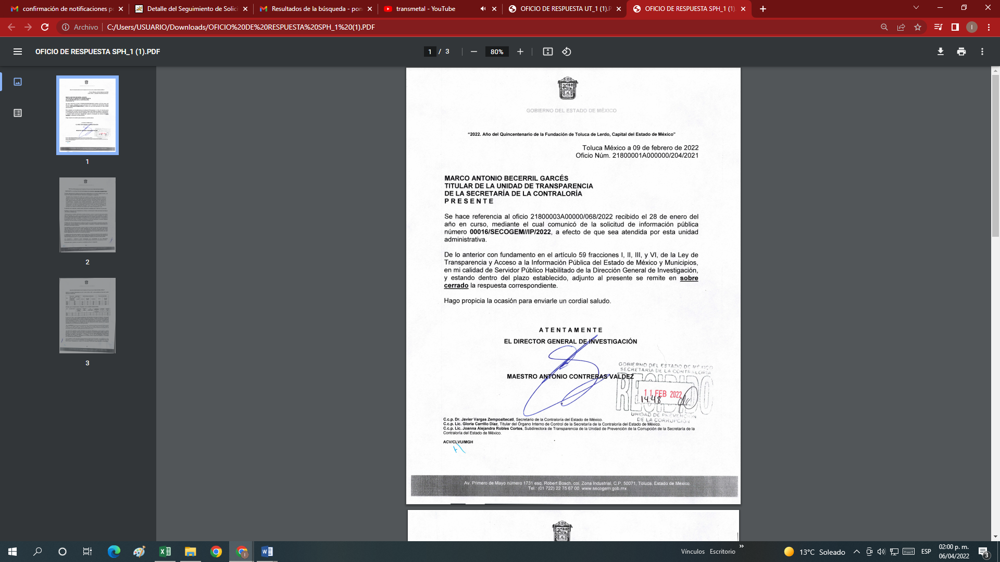 confirmación de notificaciones po
Detalle del Seguimiento de Solici
Resultados de la búsqueda - pon
transmetal - YouTube
OFICIO DE RESPUESTA UT_1 (1).P
OFICIO DE RESPUESTA SPH_1 (1).
Archivo
C:/Users/USUARIO/Downloads/OFICIO%20DE%20RESPUESTA%20SPH_1%20(1).PDF
I
OFICIO DE RESPUESTA SPH_1 (1).PDF
1 / 3
80%
1
2
3
GOBIERNO DEL ESTADO DE MÉXICO
“2022. Año del Quincentenario de la Fundación de Toluca de Lerdo, Capital del Estado de México”
Toluca México a 09 de febrero de 2022
Oficio Núm. 21800001A000000/204/2021
MARCO ANTONIO BECERRIL GARCÉS
TITULAR DE LA UNIDAD DE TRANSPARENCIA
DE LA SECRETARÍA DE LA CONTRALORÍA
P R E S E N T E
Se hace referencia al oficio 21800003A00000/068/2022 recibido el 28 de enero del
año en curso, mediante el cual comunicó de la solicitud de información pública
número 00016/SECOGEM//IP/2022, a efecto de que sea atendida por esta unidad
administrativa.
De lo anterior con fundamento en el artículo 59 fracciones I, II, III, y VI, de la Ley de
Transparencia y Acceso a la Información Pública del Estado de México y Municipios,
en mi calidad de Servidor Público Habilitado de la Dirección General de Investigación,
y estando dentro del plazo establecido, adjunto al presente se remite en sobre
cerrado la respuesta correspondiente.
Hago propicia la ocasión para enviarle un cordial saludo.
A T E N T A M E N T E
EL DIRECTOR GENERAL DE INVESTIGACIÓN
MAESTRO ANTONIO CONTRERAS VALDEZ
GOBIERNO DEL ESTADO DE MÉXICO
SECRETARÍA DE LA CONTRALORÍA
RECIBIDO
11 FEB 2022
14:48
UNIDAD DE PREVENCIÓN
DE LA CORRUPCIÓN
C.c.p. Dr. Javier Vargas Zempoaltecatl, Secretario de la Contraloría del Estado de México.
C.c.p. Lic. Gloria Carrillo Díaz, Titular del Órgano Interno de Control de la Secretaría de la Contraloría del Estado de México.
C.c.p. Lic. Joanna Alejandra Robles Cortes, Subdirectora de Transparencia de la Unidad de Prevención de la Corrupción de la Secretaría de la
Contraloría del Estado de México.
ACV/CLVU/MGH
Av. Primero de Mayo número 1731 esq. Robert Bosch, col. Zona Industrial, C.P. 50071, Toluca, Estado de México.
Tel.: (01 722) 22 75 67 00. www.secogem.gob.mx
Vínculos
Escritorio
13°C Soleado
ESP
02:00 p. m.
06/04/2022
3